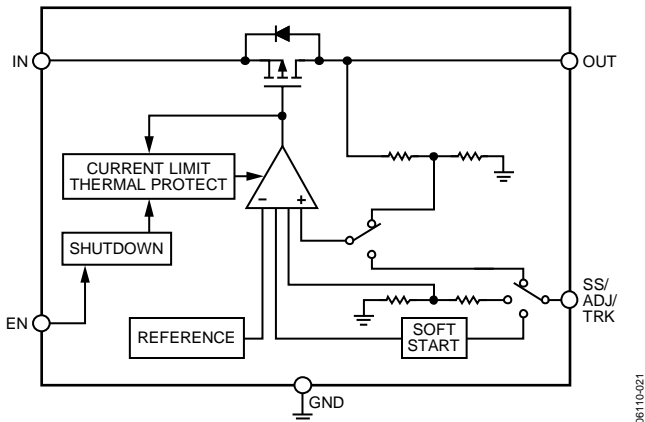 IN
OUT
CURRENT LIMIT
THERMAL PROTECT
–
+
SHUTDOWN
SS/
ADJ/
TRK
EN
REFERENCE
SOFT
START
GND
06110-021